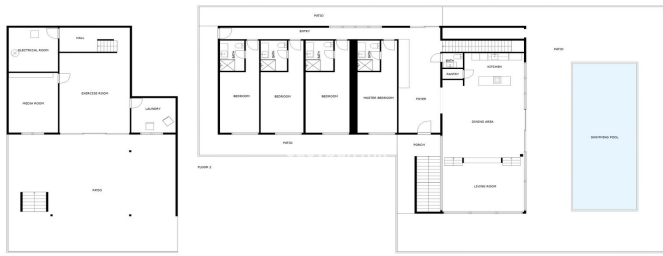 ELECTRICAL ROOM
HALL
MEDIA ROOM
EXERCISE ROOM
LAUNDRY
PATIO
PATIO
ENTRY
BEDROOM
BEDROOM
BEDROOM
MASTER BEDROOM
FOYER
BATH
PANTRY
KITCHEN
DINING AREA
PATIO
PORCH
LIVING ROOM
PATIO
SWIMMING POOL
FLOOR 2